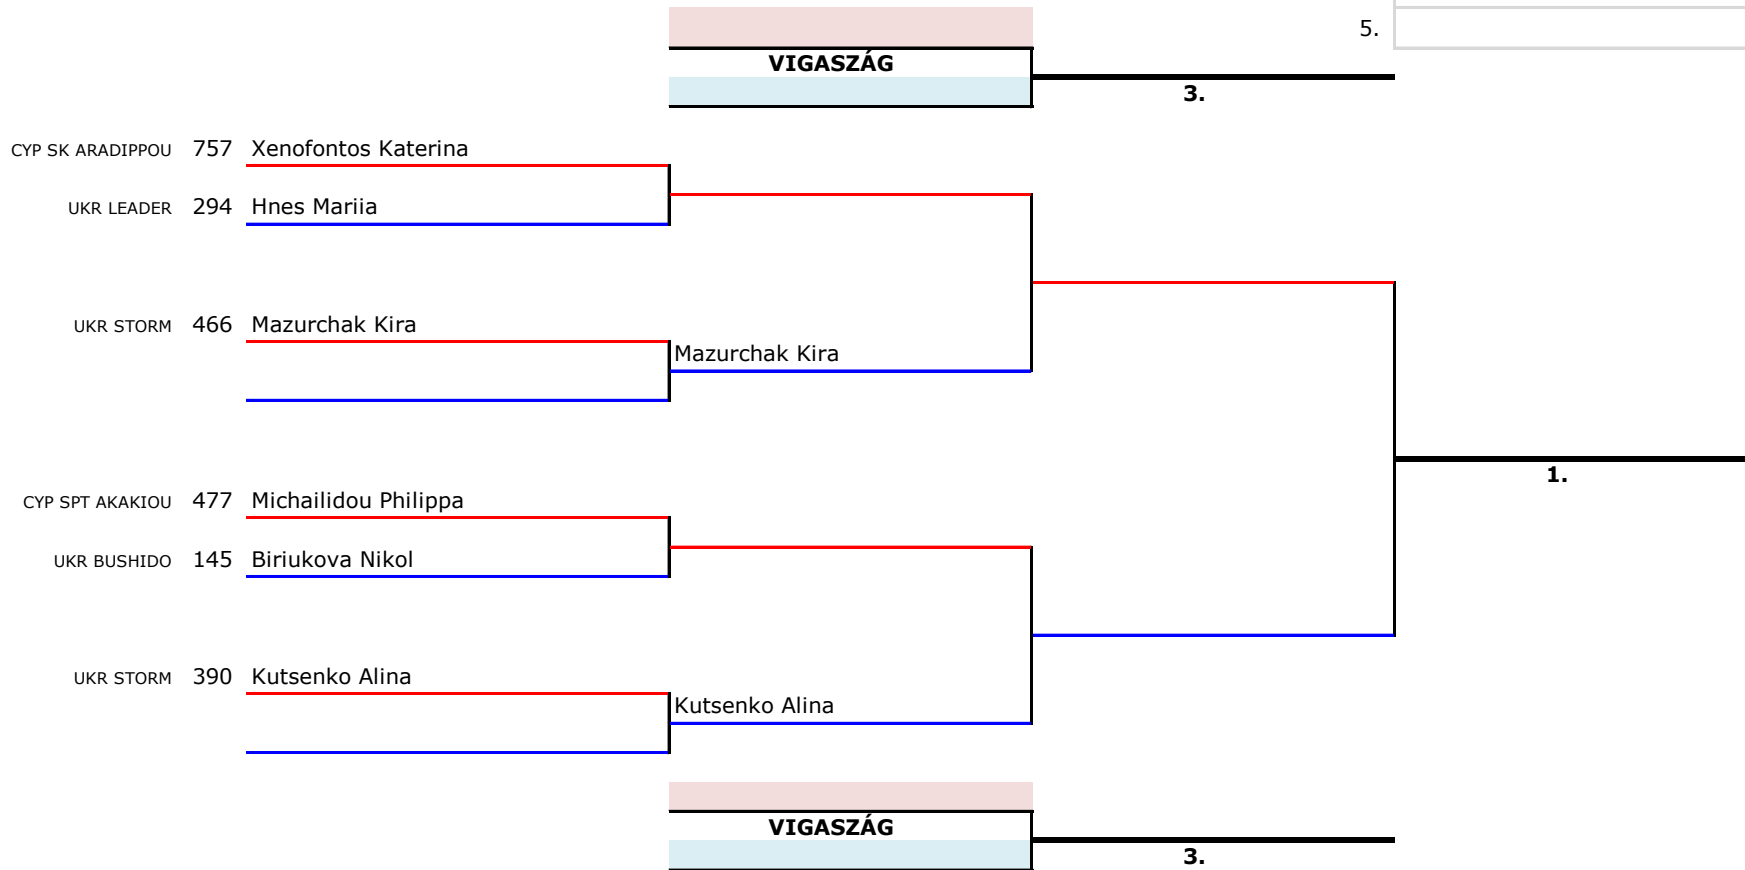 5.
VIGASZÁG
3.
CYP SK ARADIPPOU 757 Xenofontos Katerina
UKR LEADER 294 Hnes Mariia
UKR STORM 466 Mazurchak Kira
Mazurchak Kira
1.
CYP SPT AKAKIOU 477 Michailidou Philippa
UKR BUSHIDO 145 Biriukova Nikol
UKR STORM 390 Kutsenko Alina
Kutsenko Alina
VIGASZÁG
3.